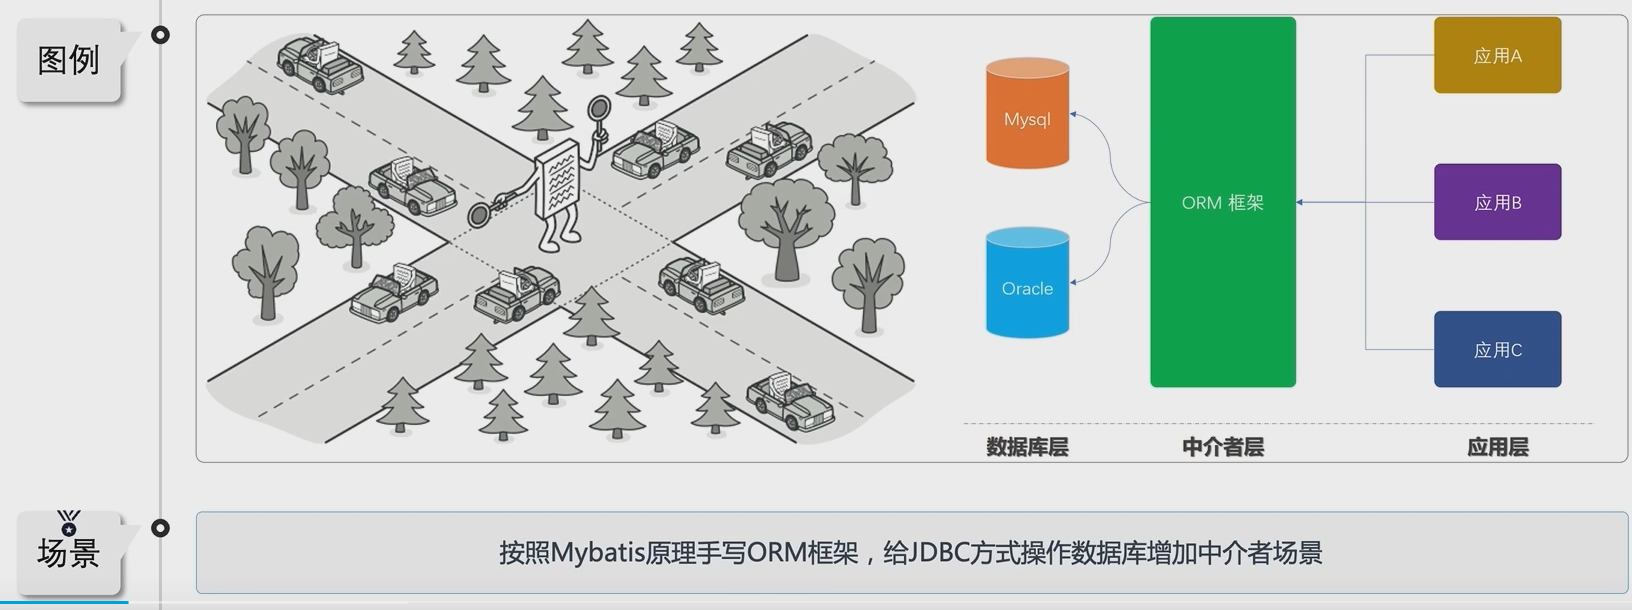 图例
Mysql
Oracle
ORM 框架
应用A
应用B
应用C
数据库层
中介者层
应用层
场景
按照Mybatis原理手写ORM框架，给JDBC方式操作数据库增加中介者场景